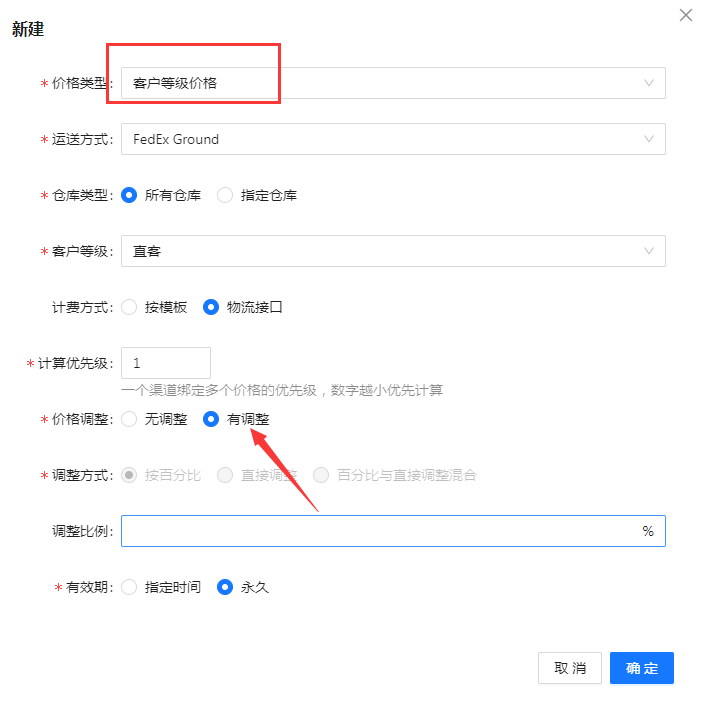 新建
* 价格类型: 客户等级价格
* 运送方式: FedEx Ground
* 仓库类型: 所有仓库 指定仓库
* 客户等级: 直客
计费方式: 按模板 物流接口
* 计算优先级: 1
一个渠道绑定多个价格的优先级，数字越小优先计算
* 价格调整: 无调整 有调整
* 调整方式: 按百分比 直接调整 百分比与直接调整混合
调整比例: %
* 有效期: 指定时间 永久
取 消 确 定